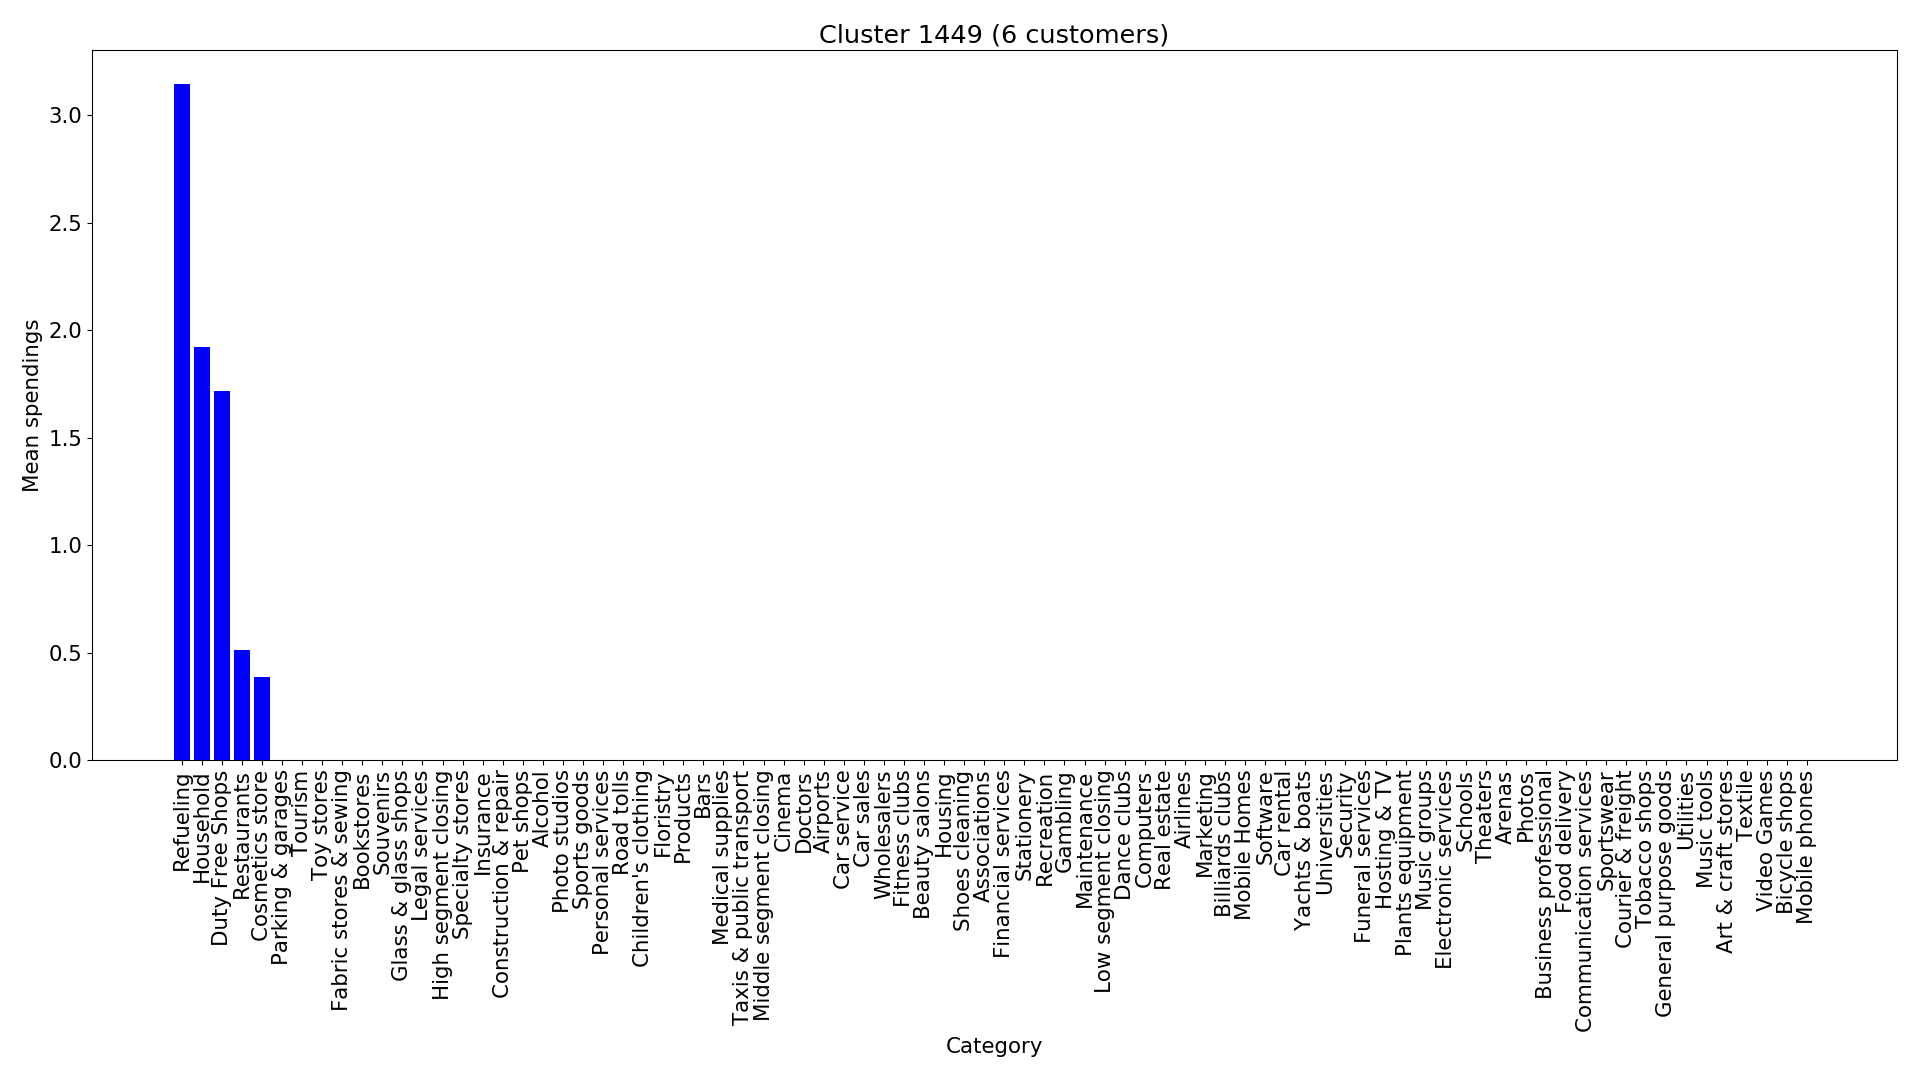 Cluster 1449 (6 customers)
Mean spendings
3.0
2.5
2.0
1.5
1.0
0.5
0.0
Refueling
Household
Duty Free Shops
Restaurants
Cosmetics store
Parking & garages
Tourism
Toy stores
Fabric stores & sewing
Bookstores
Souvenirs
Glass & glass shops
Legal services
High segment closing
Specialty stores
Insurance
Construction & repair
Pet shops
Alcohol
Photo studios
Sports goods
Personal services
Road tolls
Children's clothing
Floristry
Products
Bars
Medical supplies
Taxis & public transport
Middle segment closing
Cinema
Doctors
Airports
Car service
Car sales
Wholesalers
Fitness clubs
Beauty salons
Housing
Shoes cleaning
Associations
Financial services
Stationery
Recreation
Gambling
Maintenance
Low segment closing
Dance clubs
Computers
Real estate
Airlines
Marketing
Billiards clubs
Mobile Homes
Software
Car rental
Yachts & boats
Universities
Security
Funeral services
Hosting & TV
Plants equipment
Music groups
Electronic services
Schools
Theaters
Arenas
Photos
Business professional
Food delivery
Communication services
Sportswear
Courier & freight
Tobacco shops
General purpose goods
Utilities
Music tools
Art & craft stores
Textile
Video Games
Bicycle shops
Mobile phones
Category